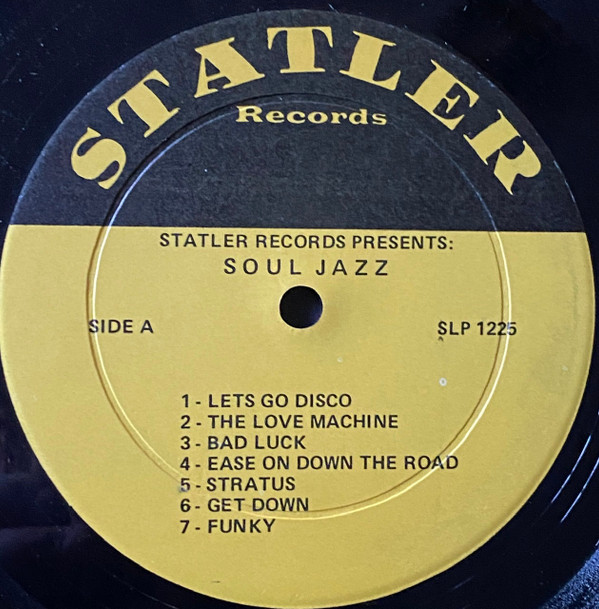 STATLER
Records
STATLER RECORDS PRESENTS:
SOUL JAZZ
SIDE A
SLP 1225
1 - LETS GO DISCO
2 - THE LOVE MACHINE
3 - BAD LUCK
4 - EASE ON DOWN THE ROAD
5 - STRATUS
6 - GET DOWN
7 - FUNKY